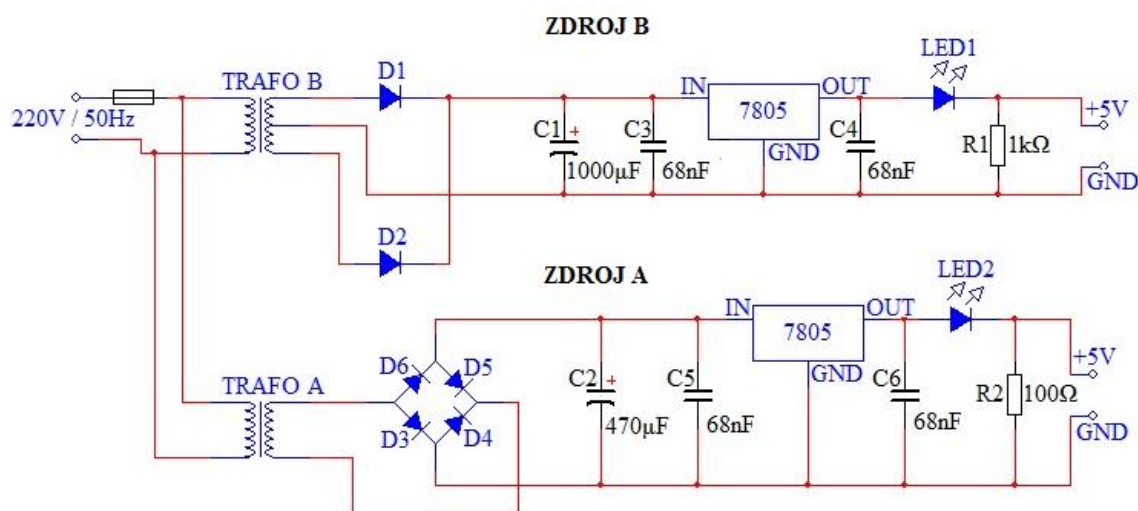 ZDROJ B
LED1
TRAFO B
D1
IN
OUT
+5V
220V / 50Hz
7805
C1
+
C3
C4
R1
1kΩ
GND
1000µF
68nF
68nF
GND
D2
ZDROJ A
LED2
IN
OUT
7805
+5V
D6
D5
TRAFO A
C2
+
C5
GND
C6
R2
100Ω
D3
D4
470µF
68nF
68nF
GND